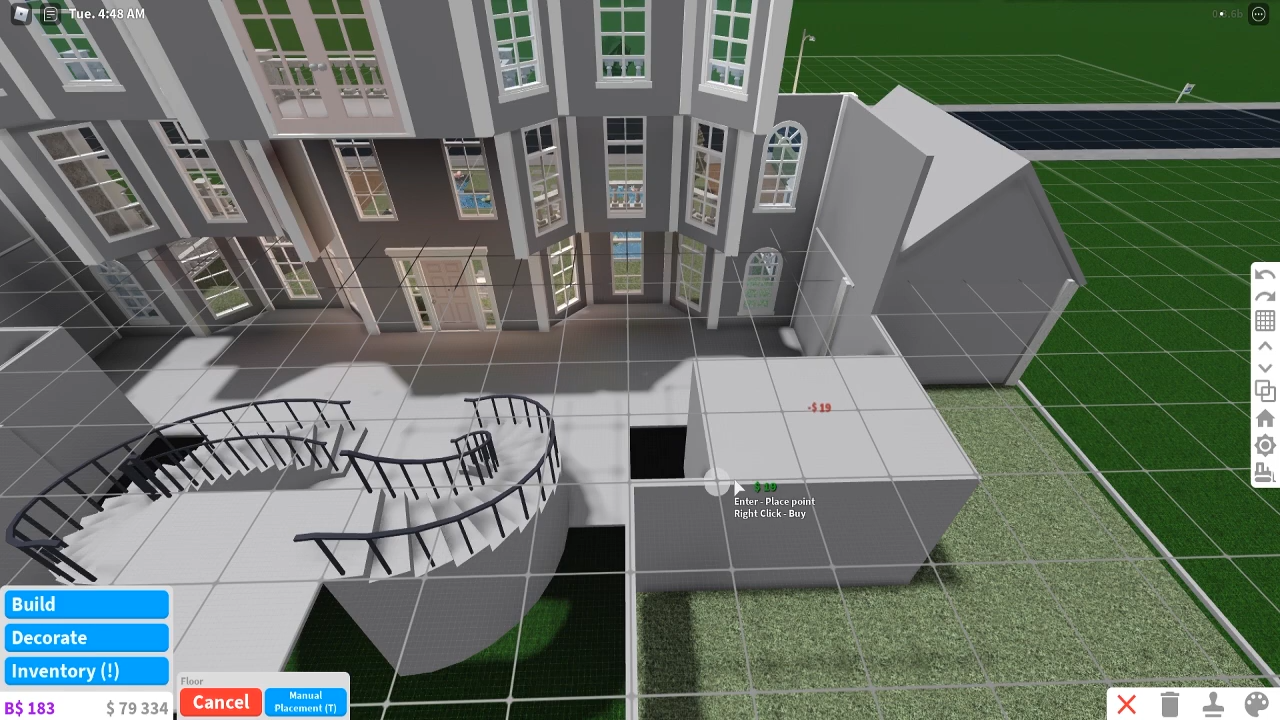 Tue. 4:48 AM
-$ 19
$ 19
Enter - Place point
Right Click - Buy
Build
Decorate
Inventory (!)
B$ 183
$ 79 334
Floor
Cancel
Manual
Placement (T)